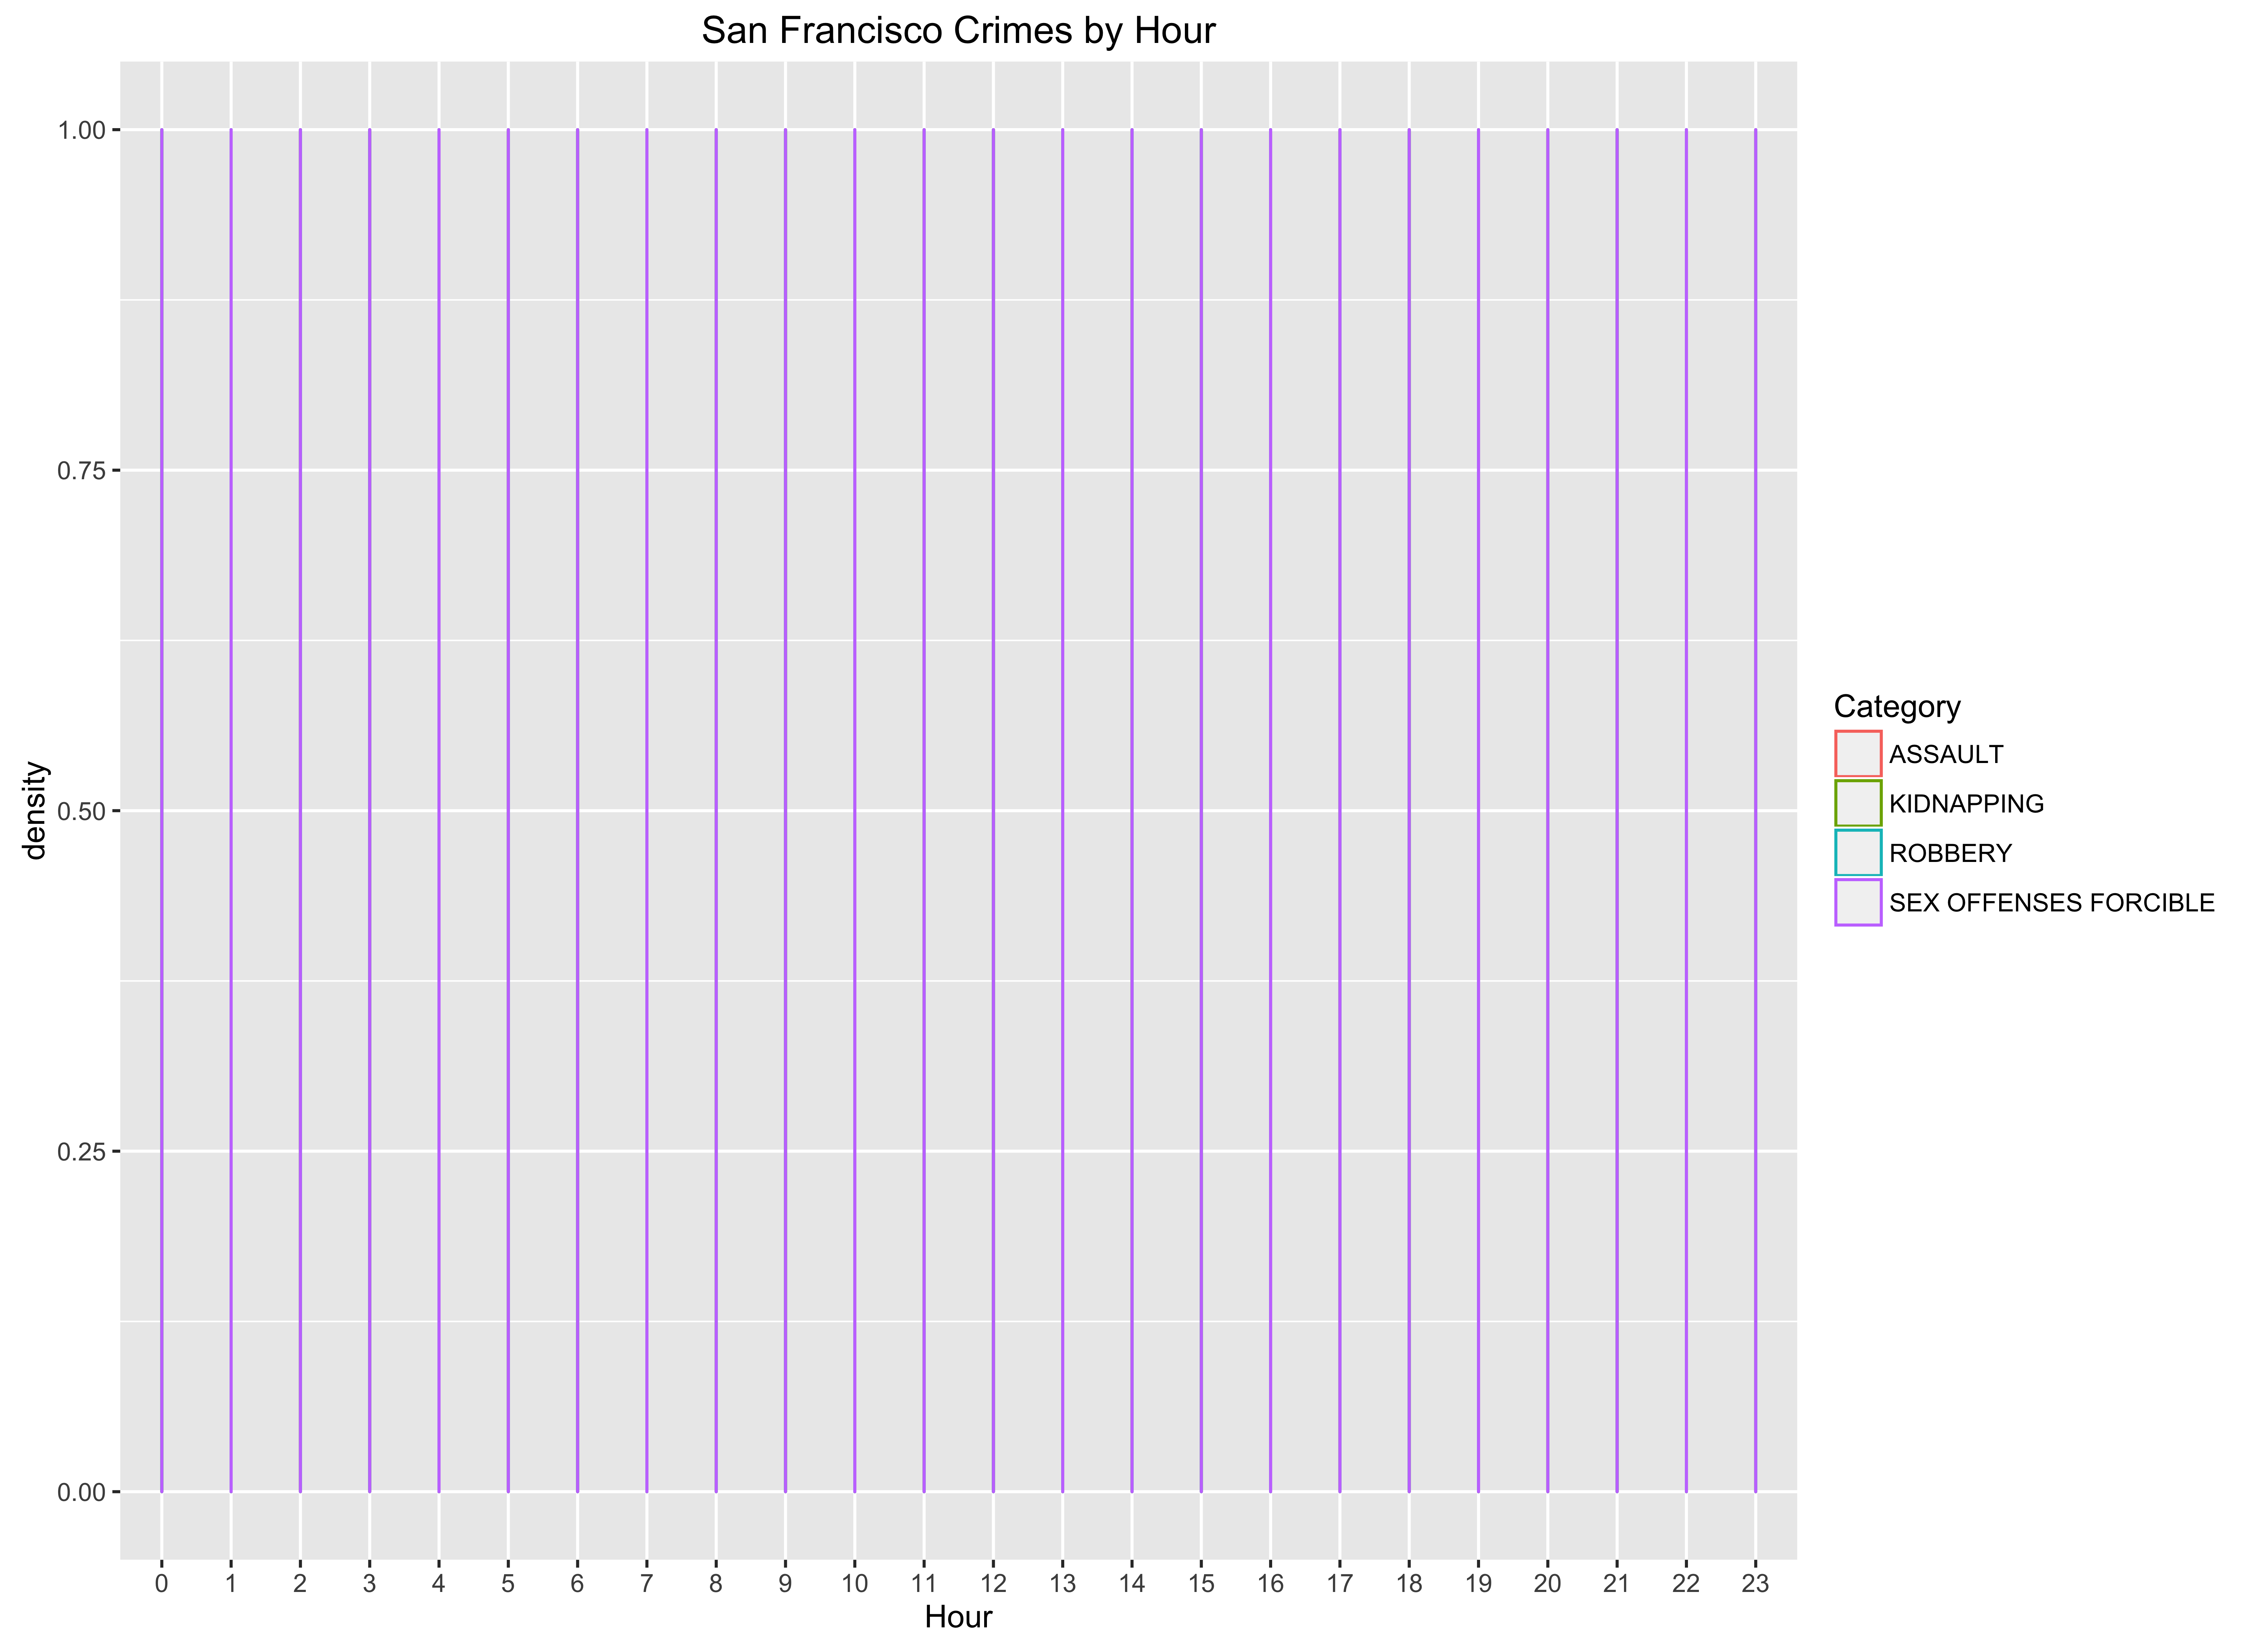 San Francisco Crimes by Hour
1.00
0.75
0.50
0.25
0.00
density
0 1 2 3 4 5 6 7 8 9 10 11 12 13 14 15 16 17 18 19 20 21 22 23
Hour
Category
ASSAULT
KIDNAPPING
ROBBERY
SEX OFFENSES FORCIBLE